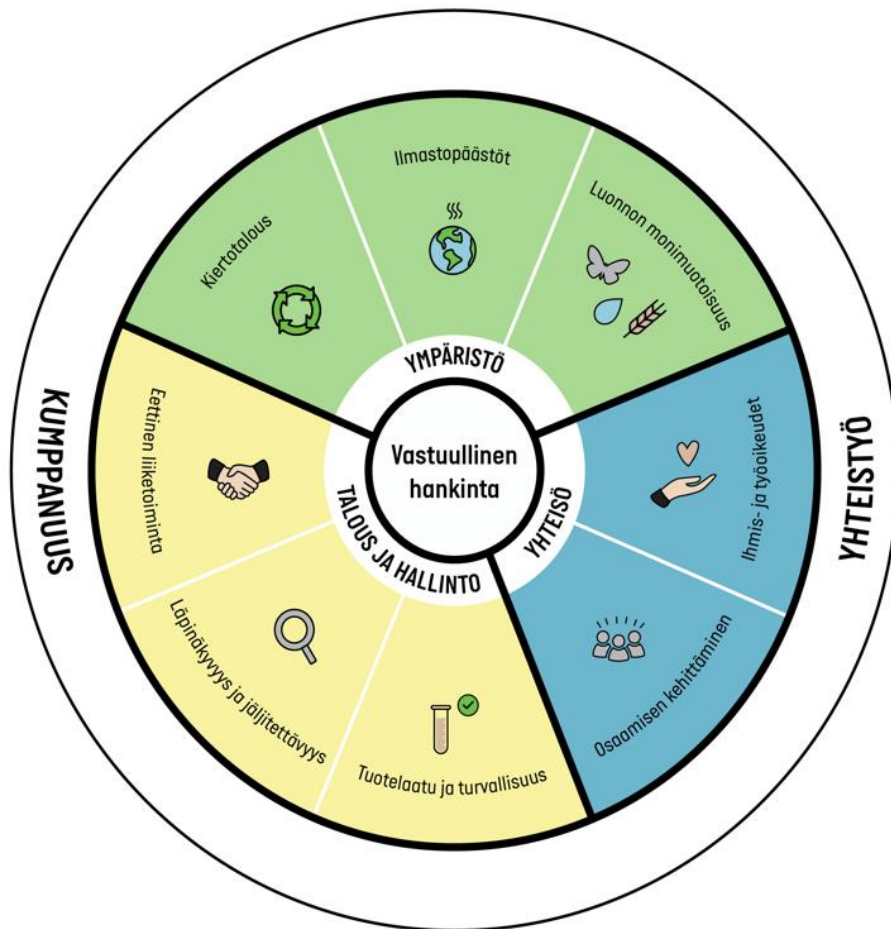 Ilmastopäästöt
Luonnon monimuotoisuus
Kiertotalous
YMPÄRISTÖ
KUMPPANUUS
YHTEISTYÖ
Eettinen liiketoiminta
Vastuullinen
hankinta
Ihmis- ja työoikeudet
TALOUS JA HALLINTO
YHTEISÖ
Läpinäkyvyys ja jäljitettävyys
Osaamisen kehittäminen
Tuotelaatu ja turvallisuus